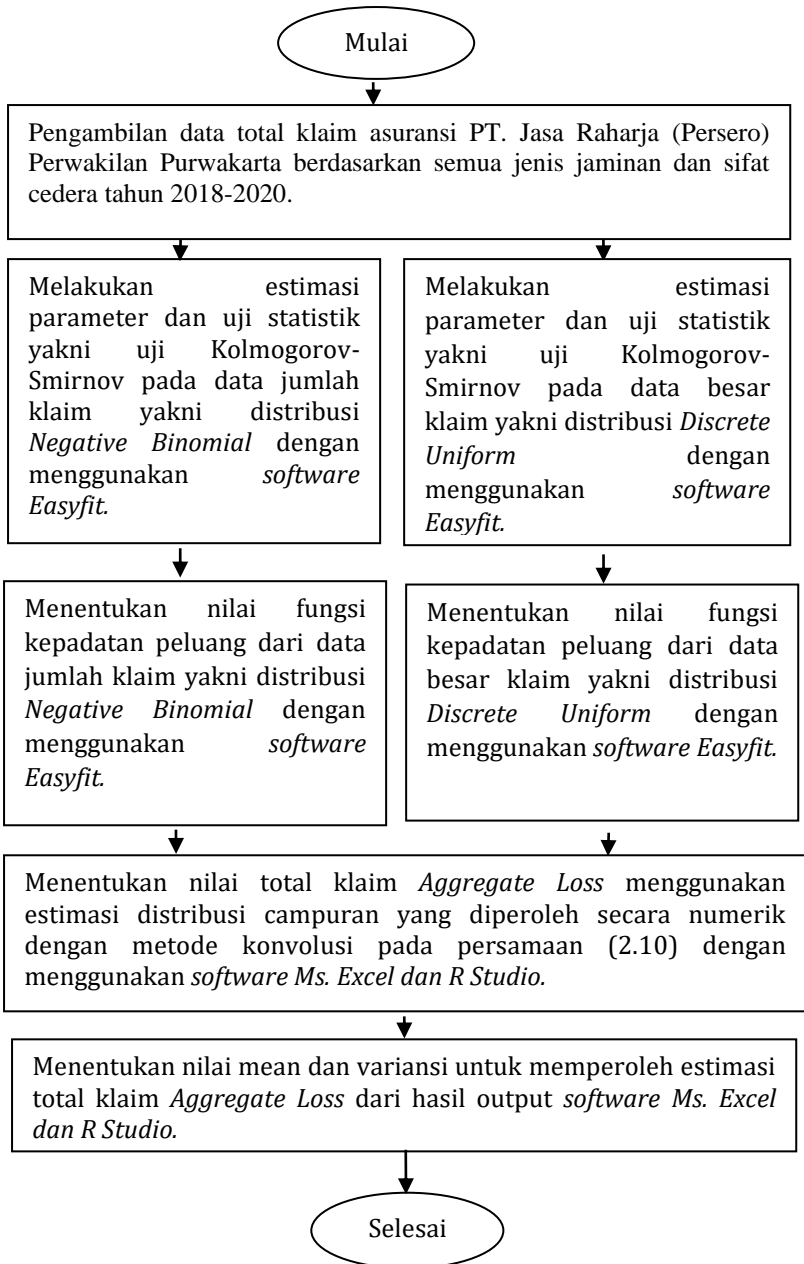 Mulai
Pengambilan data total klaim asuransi PT. Jasa Raharja (Persero)
Perwakilan Purwakarta berdasarkan semua jenis jaminan dan sifat
cedera tahun 2018-2020.
Melakukan estimasi
parameter dan uji statistik
yakni uji Kolmogorov-
Smirnov pada data jumlah
klaim yakni distribusi
Negative Binomial dengan
menggunakan software
Easyfit.
Melakukan estimasi
parameter dan uji statistik
yakni uji Kolmogorov-
Smirnov pada data besar
klaim yakni distribusi Discrete
Uniform dengan
menggunakan software
Easyfit.
Menentukan nilai fungsi
kepadatan peluang dari data
jumlah klaim yakni distribusi
Negative Binomial dengan
menggunakan software
Easyfit.
Menentukan nilai fungsi
kepadatan peluang dari data
besar klaim yakni distribusi
Discrete Uniform dengan
menggunakan software Easyfit.
Menentukan nilai total klaim Aggregate Loss menggunakan
estimasi distribusi campuran yang diperoleh secara numerik
dengan metode konvolusi pada persamaan (2.10) dengan
menggunakan software Ms. Excel dan R Studio.
Menentukan nilai mean dan variansi untuk memperoleh estimasi
total klaim Aggregate Loss dari hasil output software Ms. Excel
dan R Studio.
Selesai